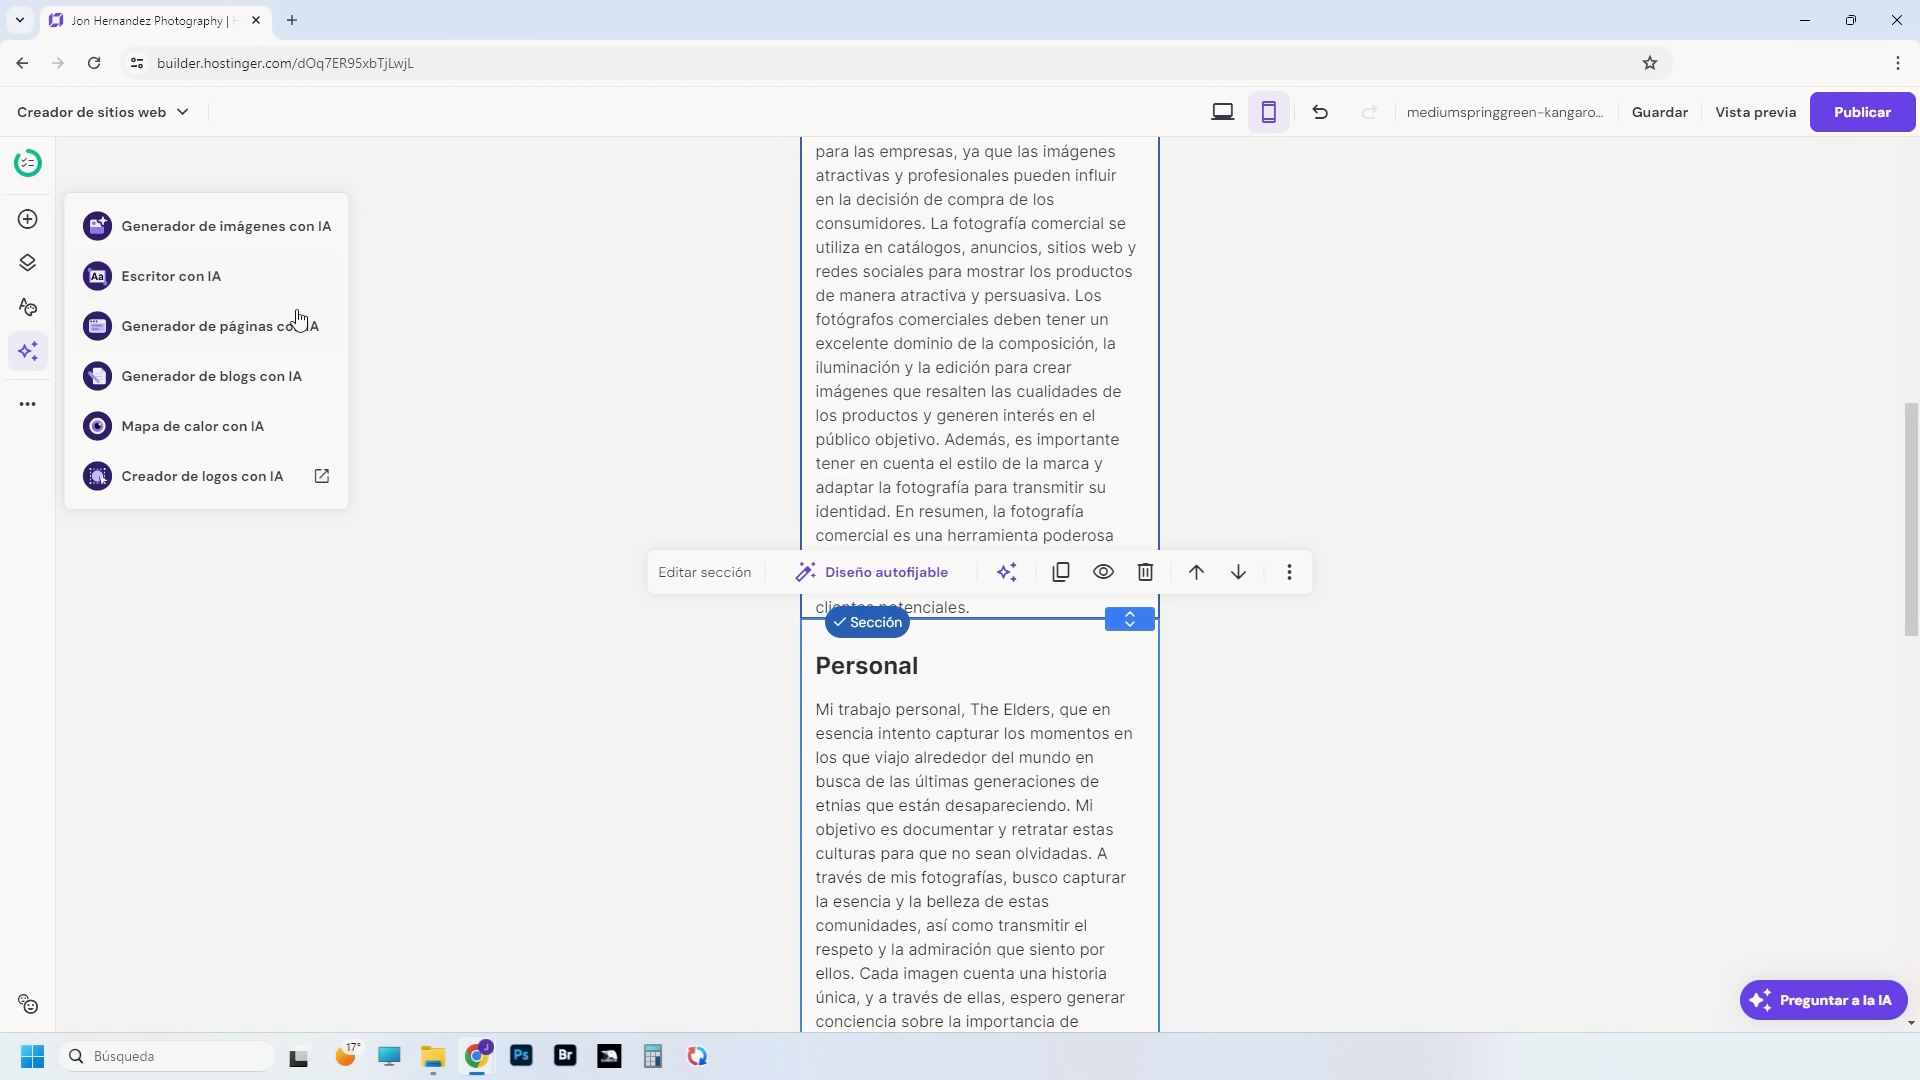 Jon Hernandez Photography |
builder.hostinger.com/dOq7ER95xbTjLwjL
Creador de sitios web
mediumspringgreen-kangaro...
Guardar
Vista previa
Publicar
Generador de imágenes con IA
Escritor con IA
Generador de páginas co IA
Generador de blogs con IA
Mapa de calor con IA
Creador de logos con IA
para las empresas, ya que las imágenes
atractivas y profesionales pueden influir
en la decisión de compra de los
consumidores. La fotografía comercial se
utiliza en catálogos, anuncios, sitios web y
redes sociales para mostrar los productos
de manera atractiva y persuasiva. Los
fotógrafos comerciales deben tener un
excelente dominio de la composición, la
iluminación y la edición para crear
imágenes que resalten las cualidades de
los productos y generen interés en el
público objetivo. Además, es importante
tener en cuenta el estilo de la marca y
adaptar la fotografía para transmitir su
identidad. En resumen, la fotografía
comercial es una herramienta poderosa
Editar sección
Diseño autofijable
clientes potenciales.
Sección
Personal
Mi trabajo personal, The Elders, que en
esencia intento capturar los momentos en
los que viajo alrededor del mundo en
busca de las últimas generaciones de
etnias que están desapareciendo. Mi
objetivo es documentar y retratar estas
culturas para que no sean olvidadas. A
través de mis fotografías, busco capturar
la esencia y la belleza de estas
comunidades, así como transmitir el
respeto y la admiración que siento por
ellos. Cada imagen cuenta una historia
única, y a través de ellas, espero generar
conciencia sobre la importancia de
Preguntar a la IA
Búsqueda
17°
J
Ps
Br
Aa